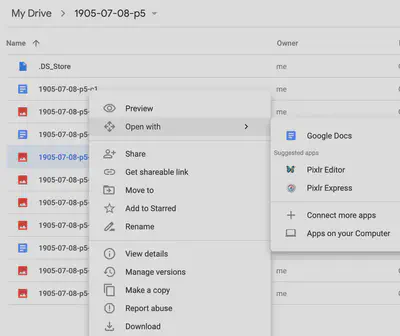 My Drive > 1905-07-08-p5
Name Owner
.DS_Store me
1905-07-08-p5-c1 me
1905-07-08-p5- me
1905-07-08-p5-
1905-07-08-p5-
1905-07-08-p5-
1905-07-08-p5-
1905-07-08-p5-
1905-07-08-p5-
1905-07-08-p5- me
1905-07-08-p5- me
Preview
Open with
Share
Get shareable link
Move to
Add to Starred
Rename
View details
Manage versions
Make a copy
Report abuse
Download
Google Docs
Suggested apps
Pixlr Editor
Pixlr Express
Connect more apps
Apps on your Computer